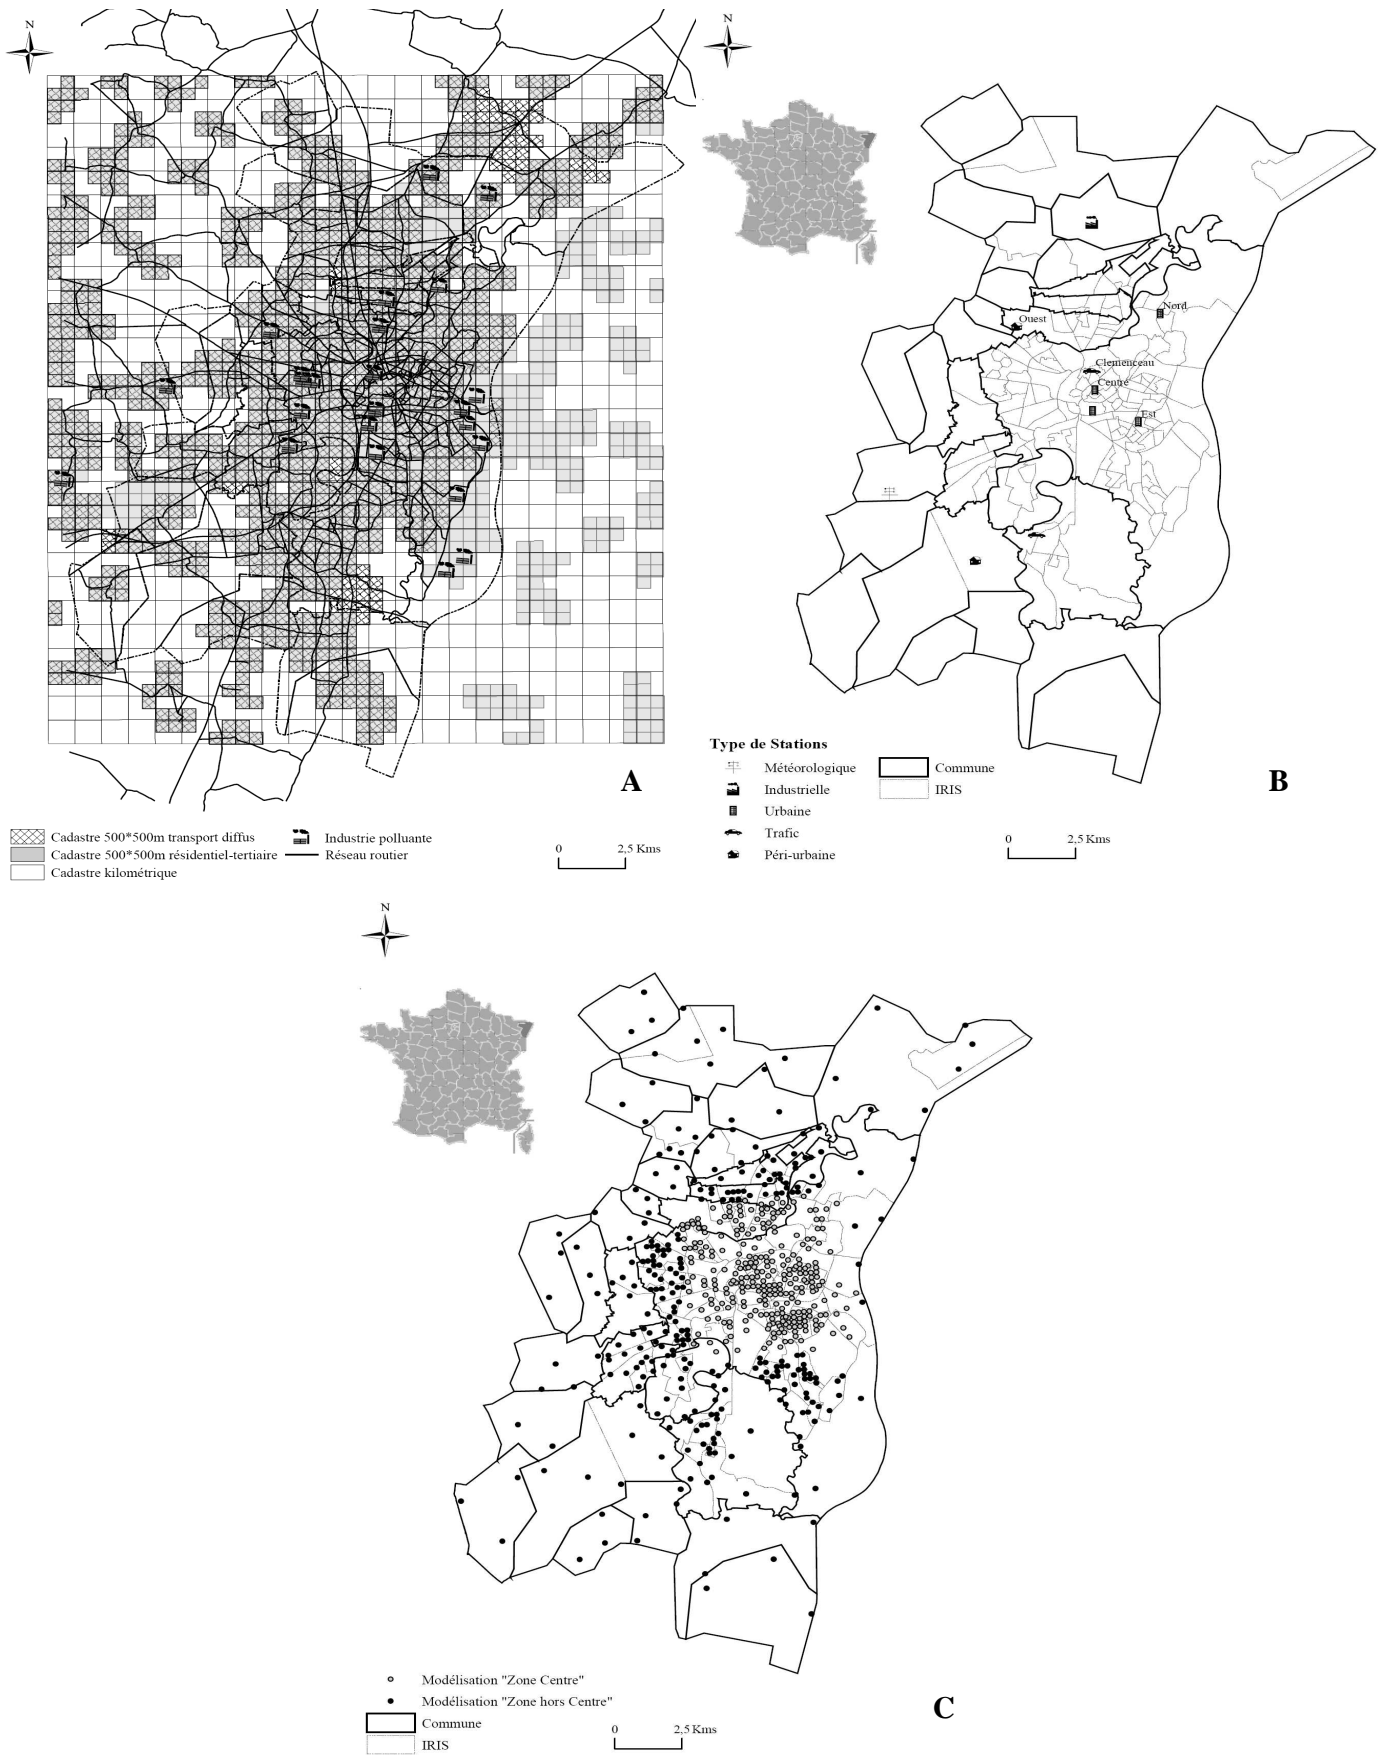 N
A
Cadastre 500*500m transport diffus
Cadastre 500*500m résidentiel-tertiaire
Cadastre kilométrique
Industrie polluante
Réseau routier
0 2,5 Kms
N
Nord
Ouest
Clemenceau
Centre
Est
Type de Stations
Météorologique
Industrielle
Urbaine
Trafic
Péri-urbaine
Commune
IRIS
B
0 2,5 Kms
N
Modélisation "Zone Centre"
Modélisation "Zone hors Centre"
Commune
IRIS
C
0 2,5 Kms